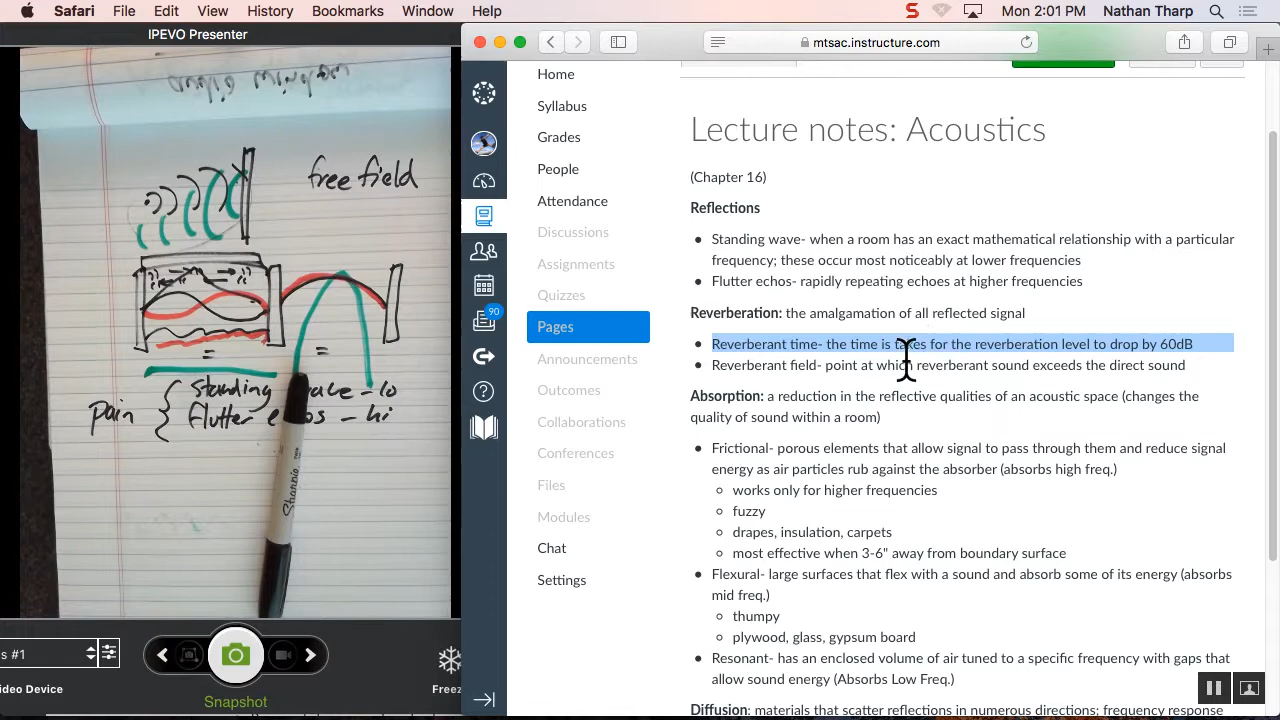 Safari File Edit View History Bookmarks Window Help
Mon 2:01 PM Nathan Tharp
IPEVO Presenter
free field
=
=
standing wave - lo
pain
flutter echos - hi
Sharpie
s #1
ideo Device
Snapshot
Freez
mtsac.instructure.com
90
Home
Syllabus
Grades
People
Attendance
Discussions
Assignments
Quizzes
Pages
Announcements
Outcomes
Collaborations
Conferences
Files
Modules
Chat
Settings
Lecture notes: Acoustics
(Chapter 16)
Reflections
• Standing wave- when a room has an exact mathematical relationship with a particular
frequency; these occur most noticeably at lower frequencies
• Flutter echos- rapidly repeating echoes at higher frequencies
Reverberation: the amalgamation of all reflected signal
• Reverberant time- the time is takes for the reverberation level to drop by 60dB
• Reverberant field- point at which reverberant sound exceeds the direct sound
Absorption: a reduction in the reflective qualities of an acoustic space (changes the
quality of sound within a room)
• Frictional- porous elements that allow signal to pass through them and reduce signal
energy as air particles rub against the absorber (absorbs high freq.)
◦ works only for higher frequencies
◦ fuzzy
◦ drapes, insulation, carpets
◦ most effective when 3-6" away from boundary surface
• Flexural- large surfaces that flex with a sound and absorb some of its energy (absorbs
mid freq.)
◦ thumpy
◦ plywood, glass, gypsum board
• Resonant- has an enclosed volume of air tuned to a specific frequency with gaps that
allow sound energy (Absorbs Low Freq.)
Diffusion: materials that scatter reflections in numerous directions; frequency response